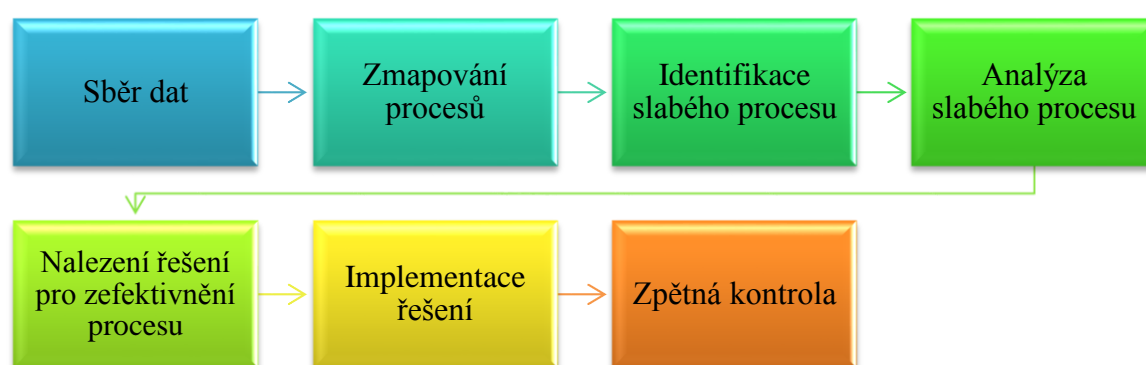 Sběr dat
Zmapování
procesů
Identifikace
slabého procesu
Analýza
slabého procesu
Nalezení řešení
pro zefektivnění
procesu
Implementace
řešení
Zpětná kontrola